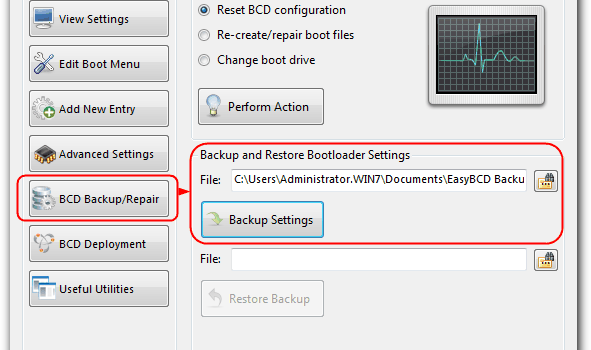 View Settings
Edit Boot Menu
Add New Entry
Advanced Settings
BCD Backup/Repair
BCD Deployment
Useful Utilities
Reset BCD configuration
Re-create/repair boot files
Change boot drive
Perform Action
Backup and Restore Bootloader Settings
File: C:\Users\Administrator.WIN7\Documents\EasyBCD Backu
Backup Settings
File:
Restore Backup